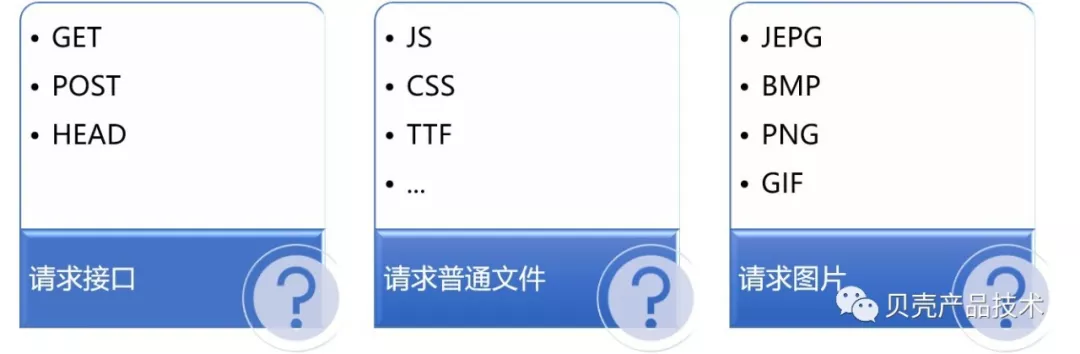 • GET
• POST
• HEAD
请求接口
?
• JS
• CSS
• TTF
• ...
请求普通文件
?
• JEPG
• BMP
• PNG
• GIF
请求图片
?
贝壳产品技术